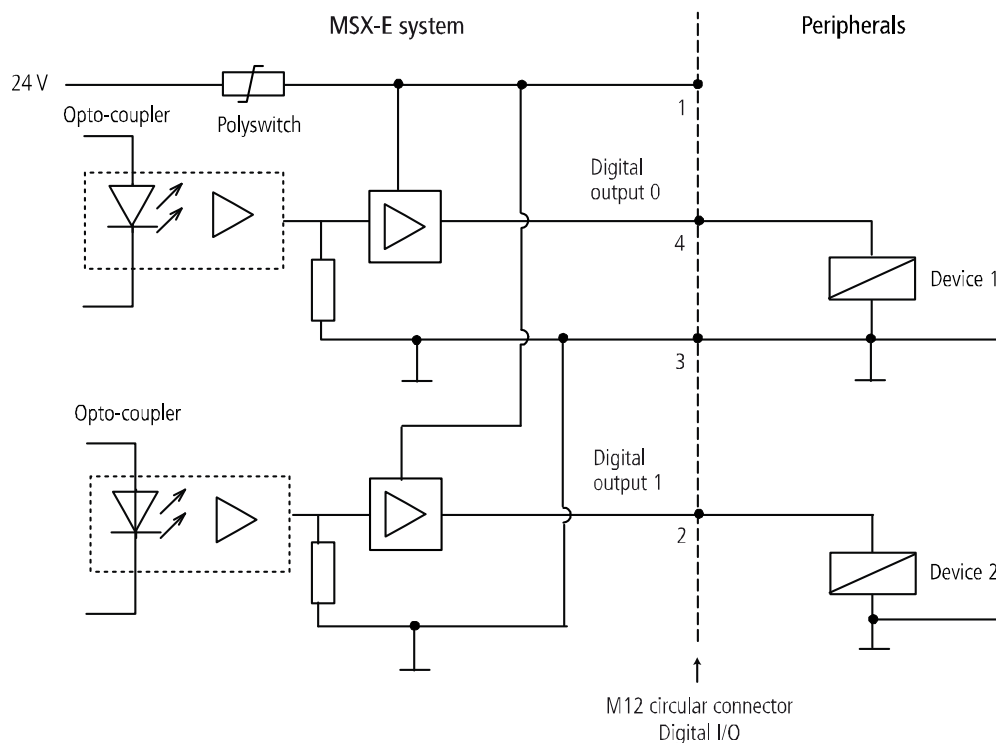 MSX-E system
Peripherals
24 V
Opto-coupler
Polyswitch
1
Digital
output 0
4
Device 1
3
Opto-coupler
Digital
output 1
2
Device 2
M12 circular connector
Digital I/O